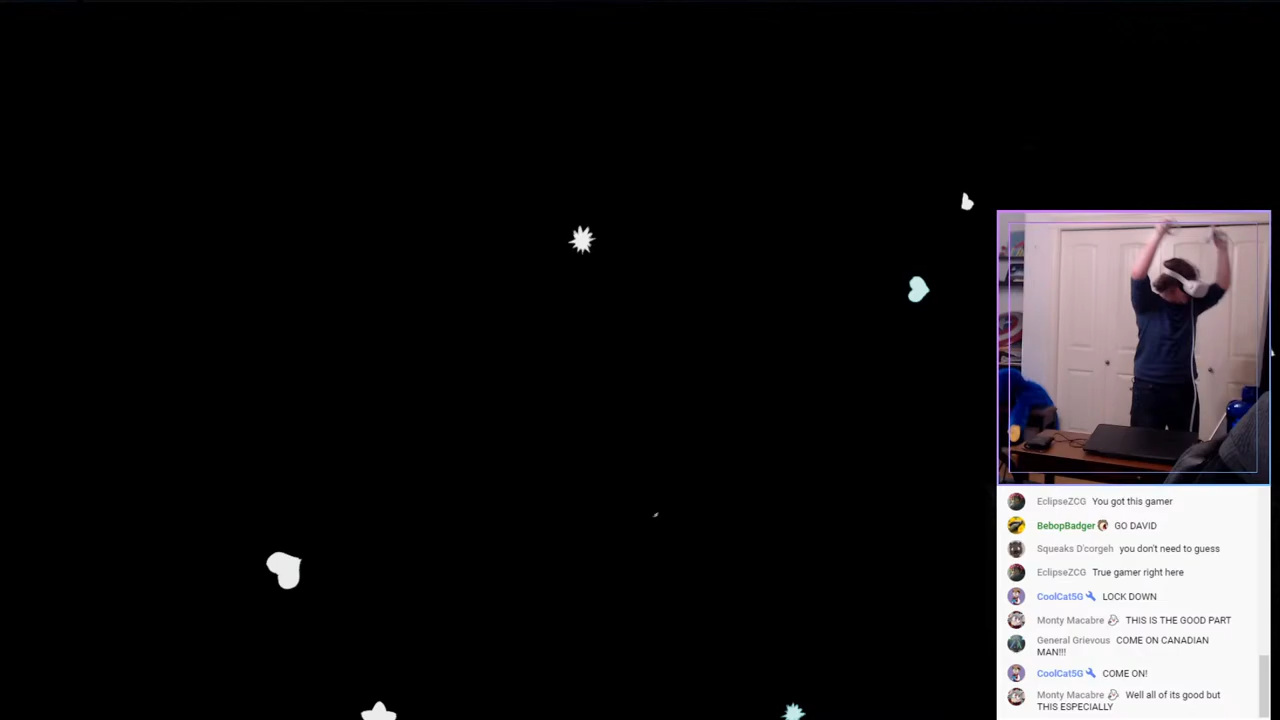 EclipseZCG You got this gamer
BebopBadger GO DAVID
Squeaks D'corgeh you don't need to guess
EclipseZCG True gamer right here
CoolCat5G LOCK DOWN
Monty Macabre THIS IS THE GOOD PART
General Grievous COME ON CANADIAN
MAN!!!
CoolCat5G COME ON!
Monty Macabre Well all of its good but
THIS ESPECIALLY